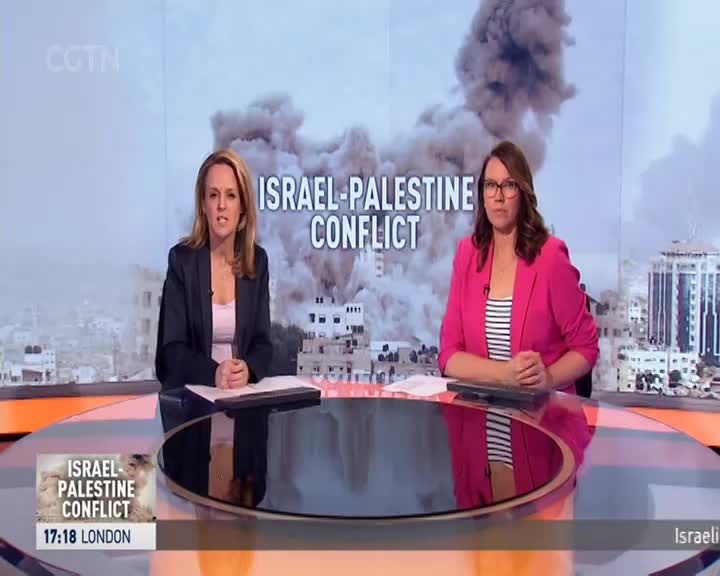 CGTN
ISRAEL-PALESTINE
CONFLICT
ISRAEL-
PALESTINE
CONFLICT
17:18 LONDON
Israeli